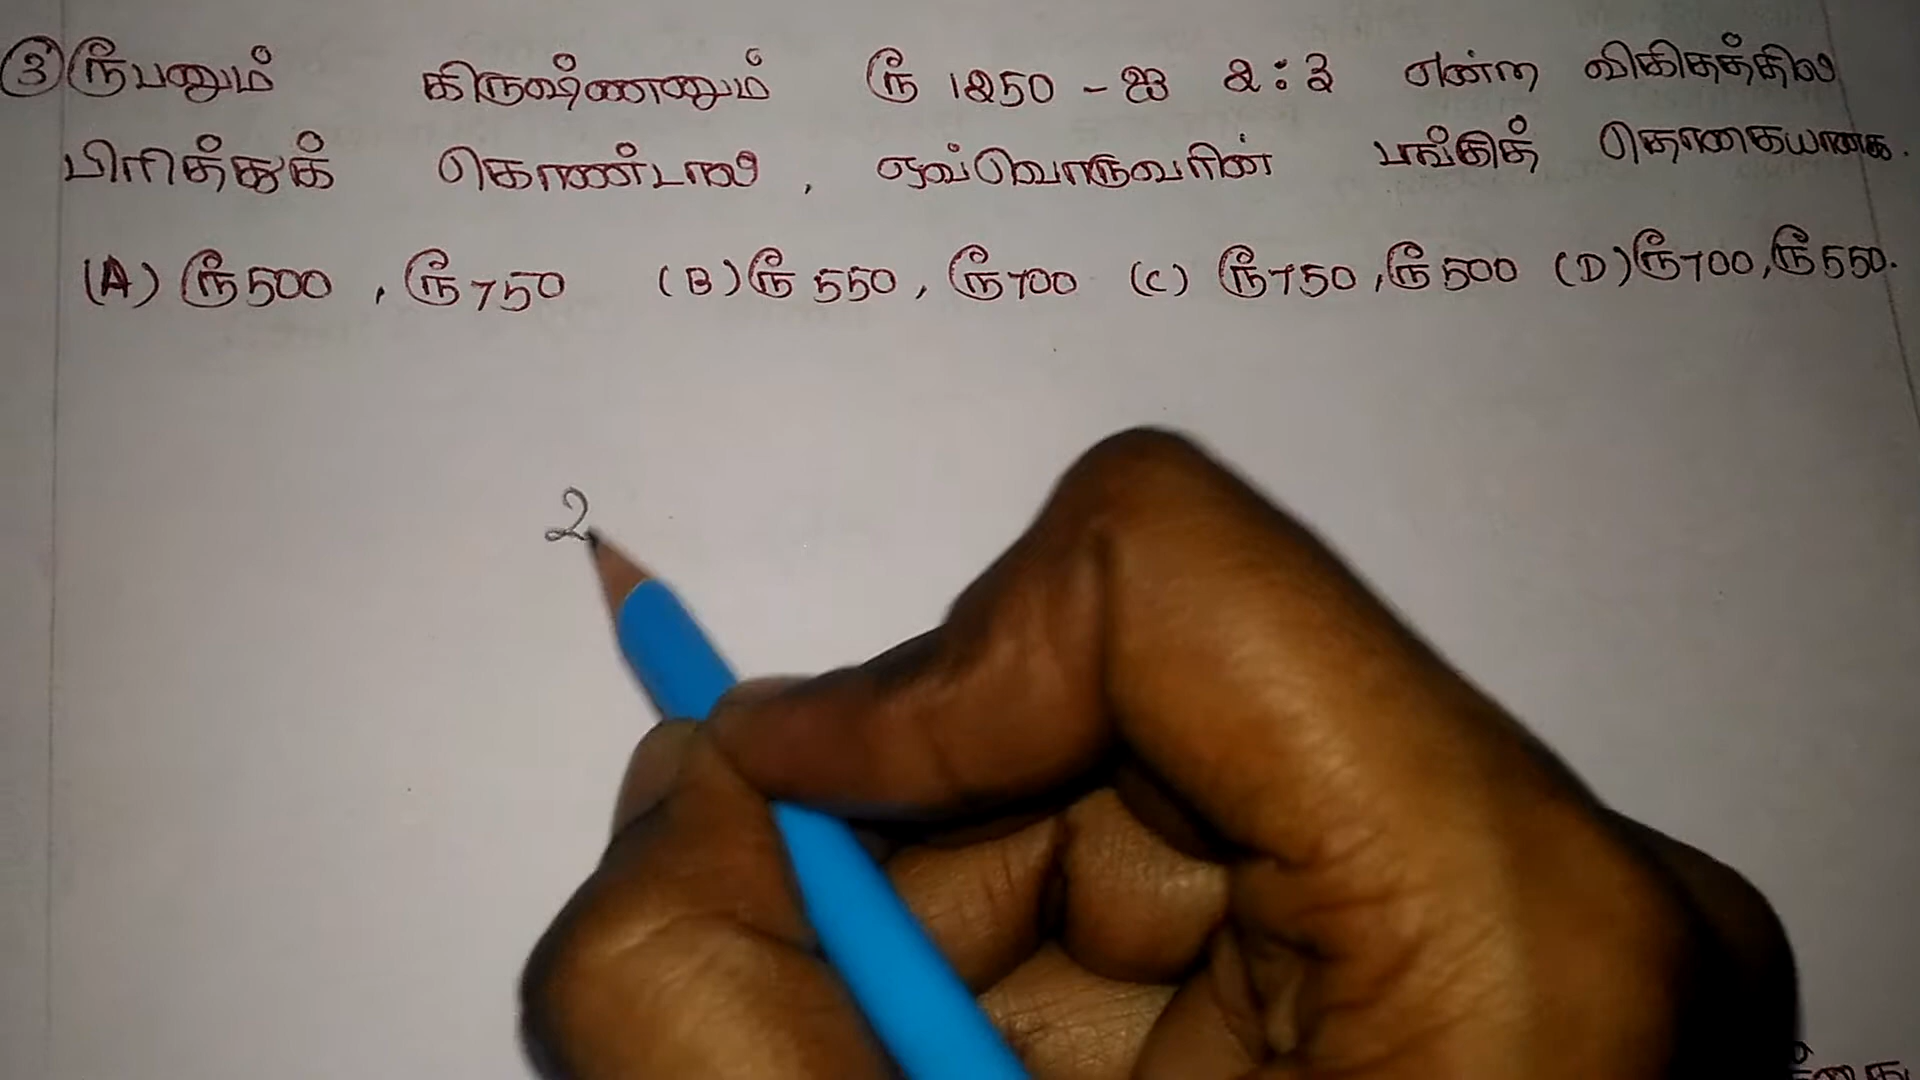 ③ ரூபனும் கிருஷ்ணனும் ரூ 1250 - ஐ 2 : 3 என்ற விகிதத்தில்
பிரித்துக் கொண்டால் , ஒவ்வொருவரின் பங்கித் தொகையானக .
(A) ரூ 500 , ரூ 750 (B) ரூ 550 , ரூ 700 (C) ரூ 750 , ரூ 500 (D) ரூ 700 , ரூ 550 .
2